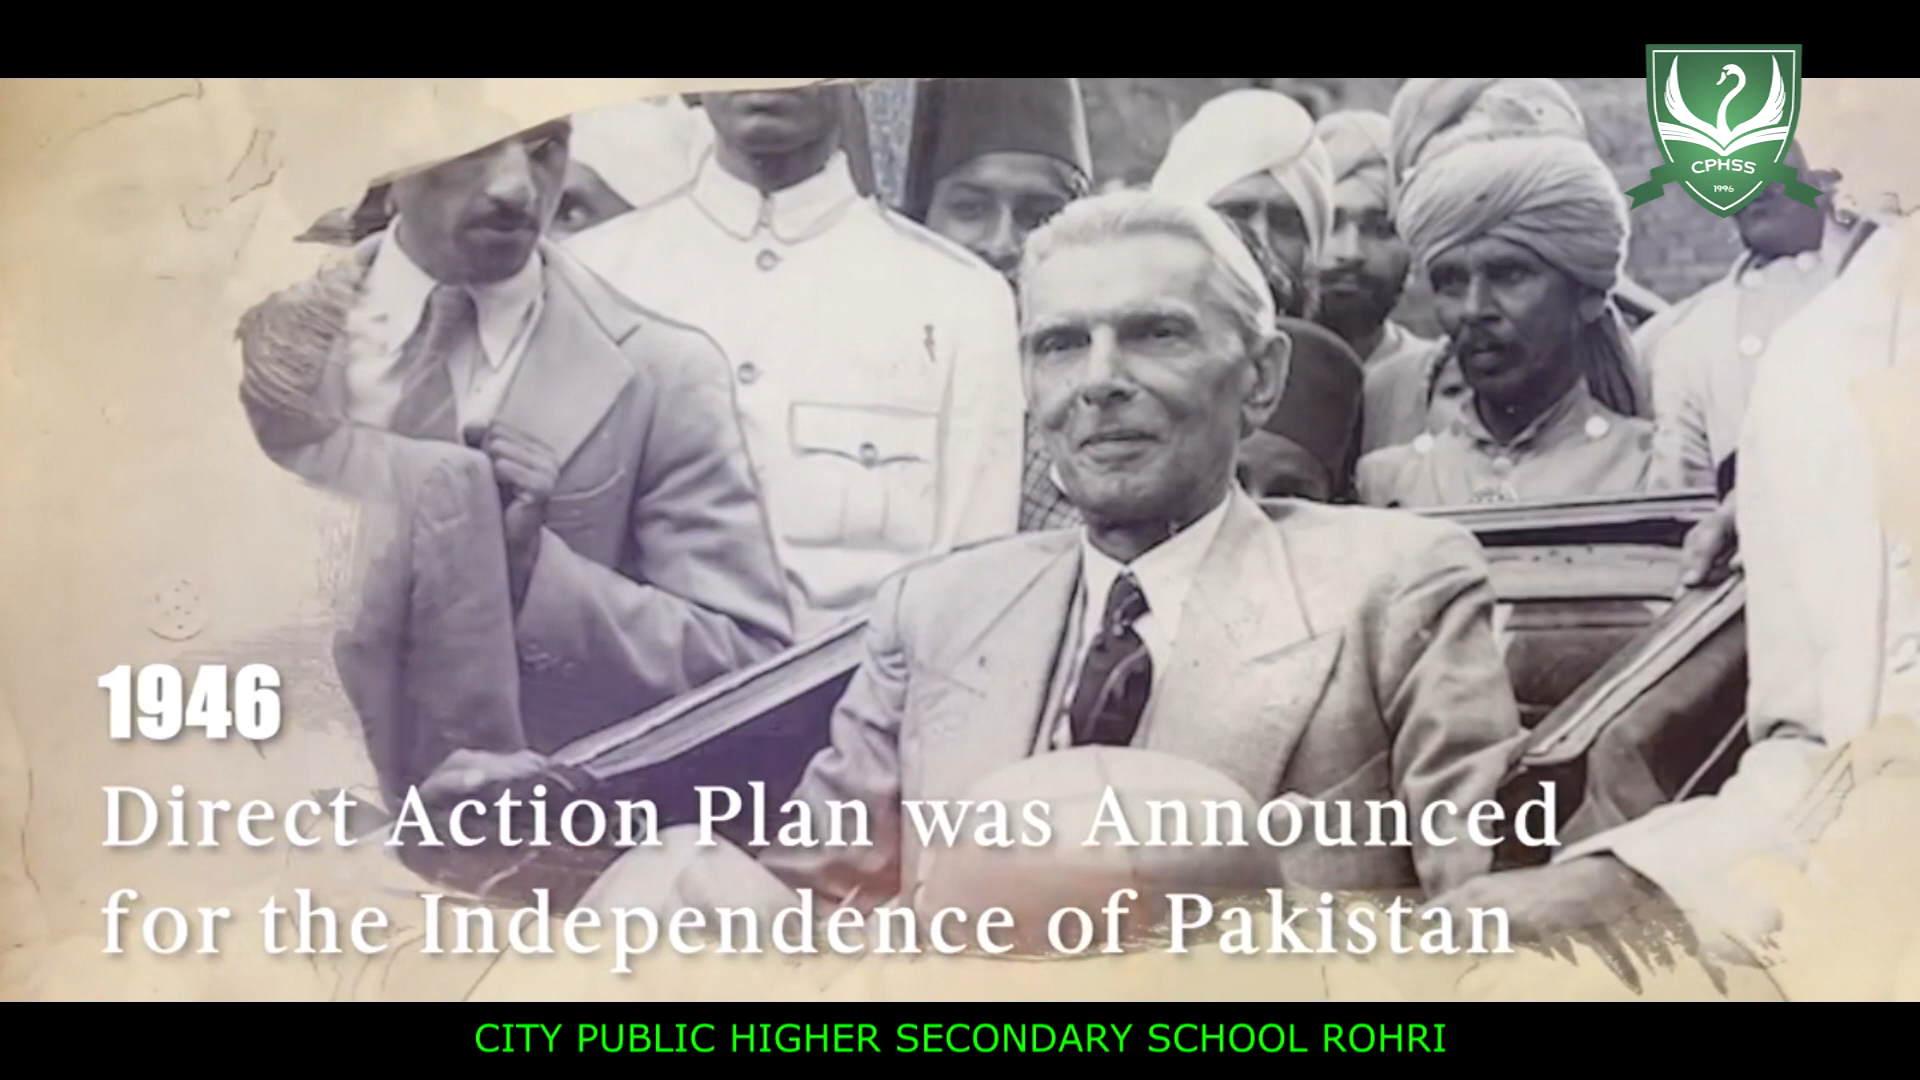 CPHSS
1996
1946
Direct Action Plan was Announced
for the Independence of Pakistan
CITY PUBLIC HIGHER SECONDARY SCHOOL ROHRI